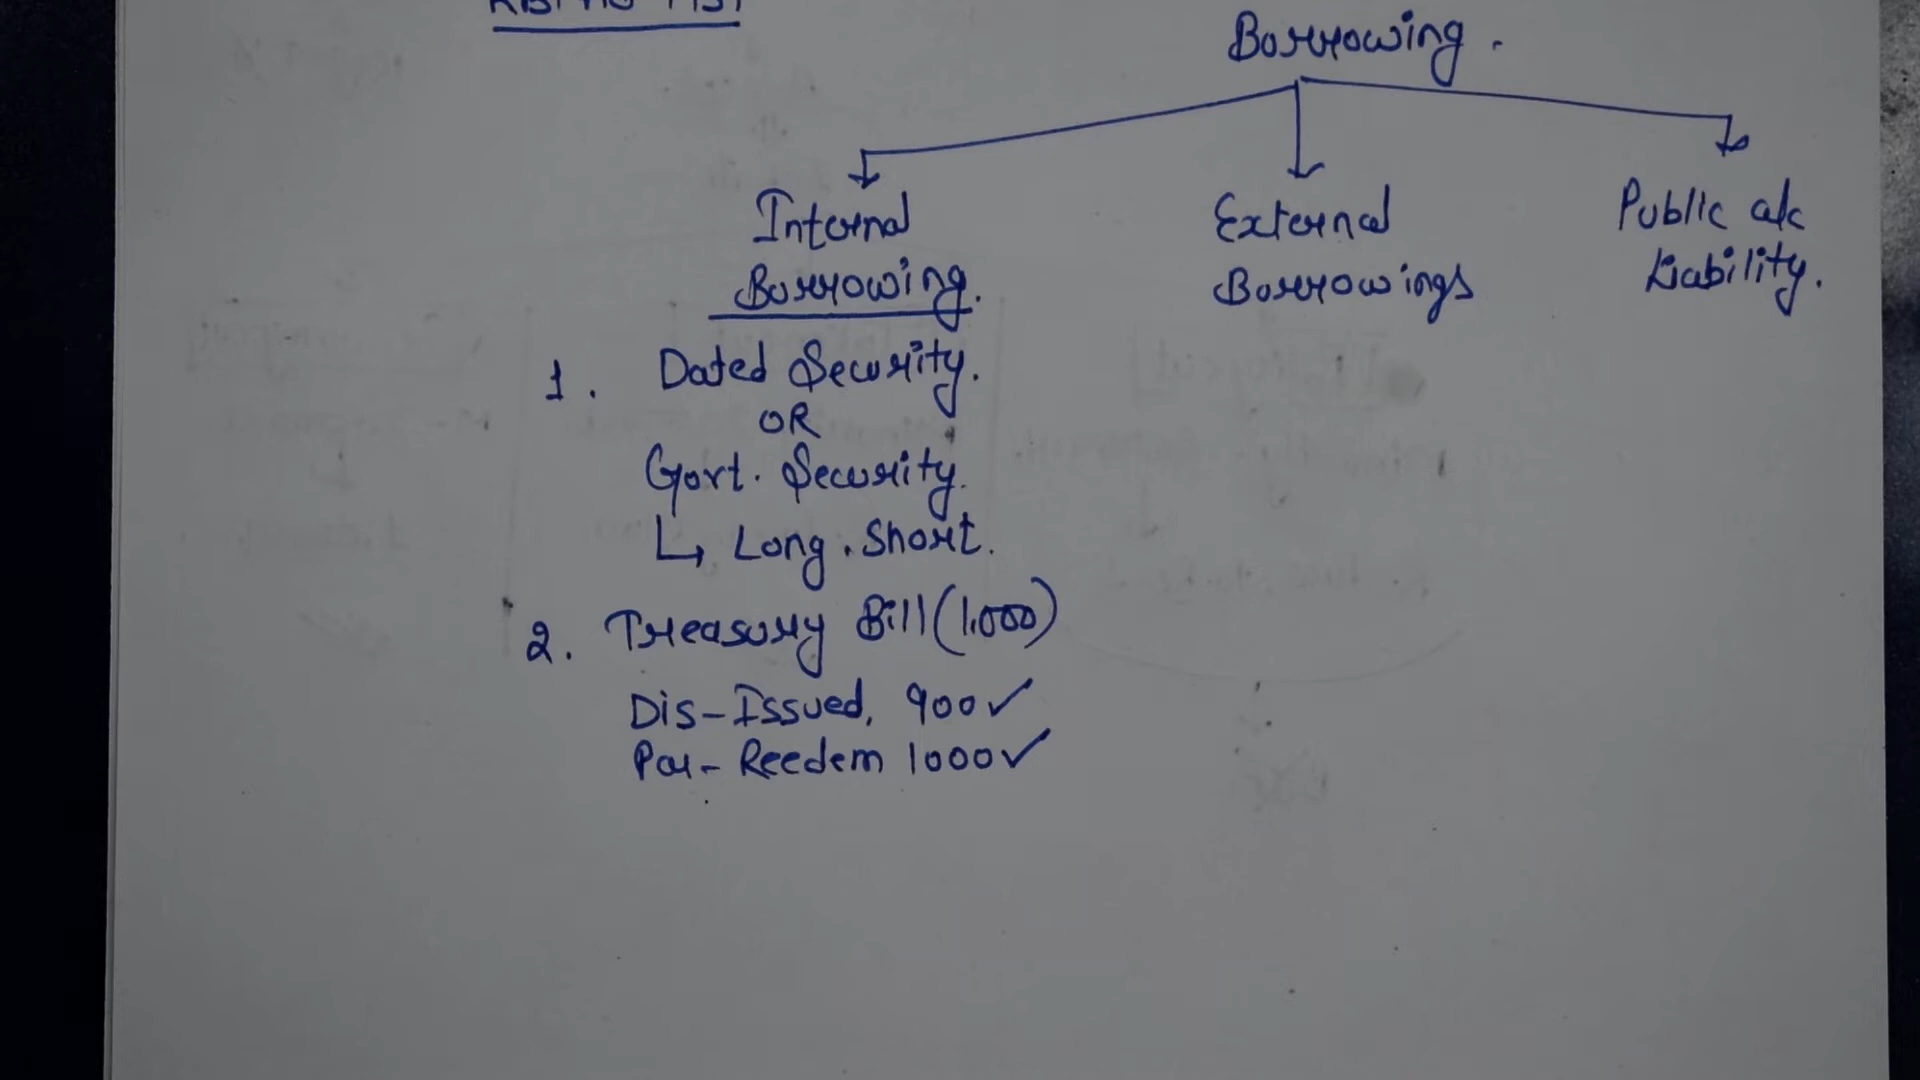 Borrowing.
Internal
Borrowing.
External
Borrowings
Public a/c
Liability.
1. Dated Security.
OR
Govt. Security.
↳ Long. Short.
2. Treasury Bill (1,000)
Dis-Issued, 900✓
Par- Reedem 1000✓